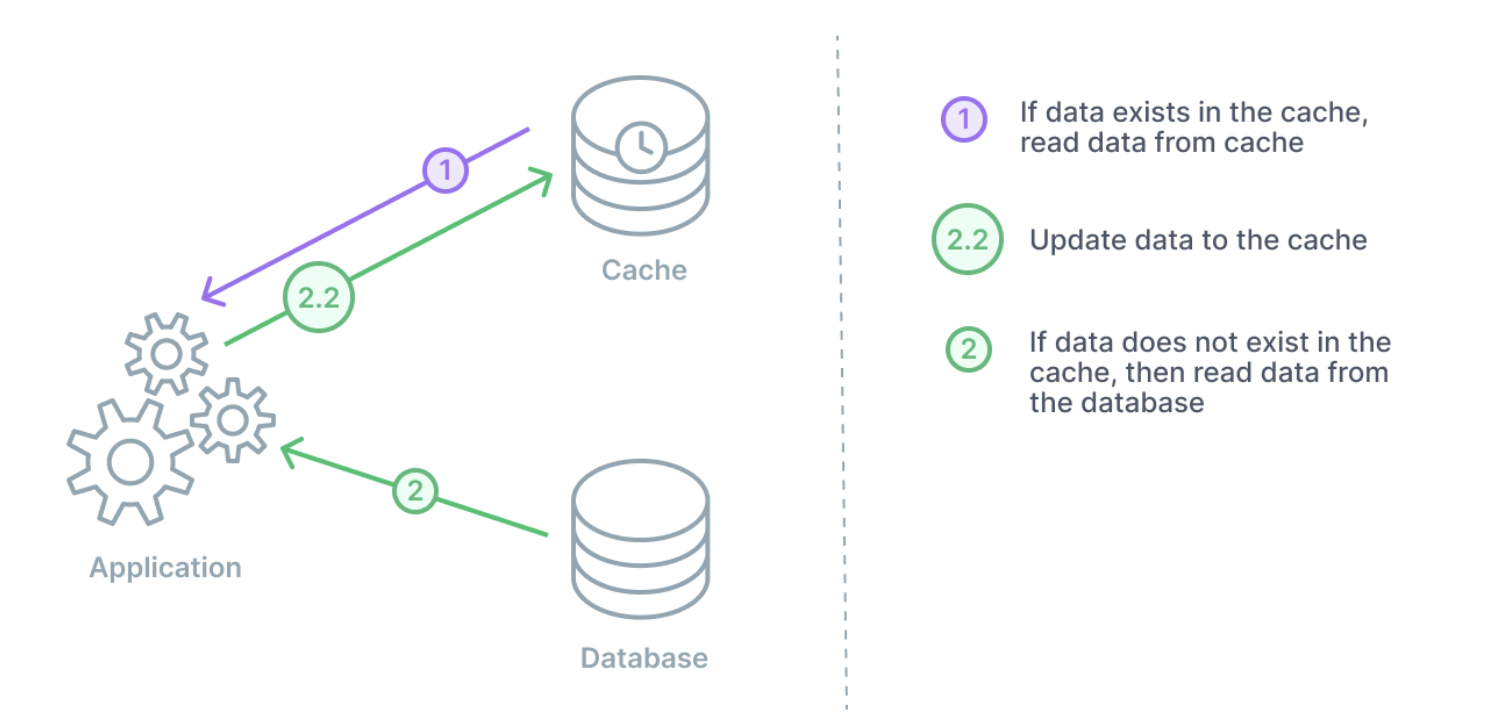 1
2.2
Cache
2
Application
Database
1
If data exists in the cache,
read data from cache
2.2
Update data to the cache
2
If data does not exist in the
cache, then read data from
the database